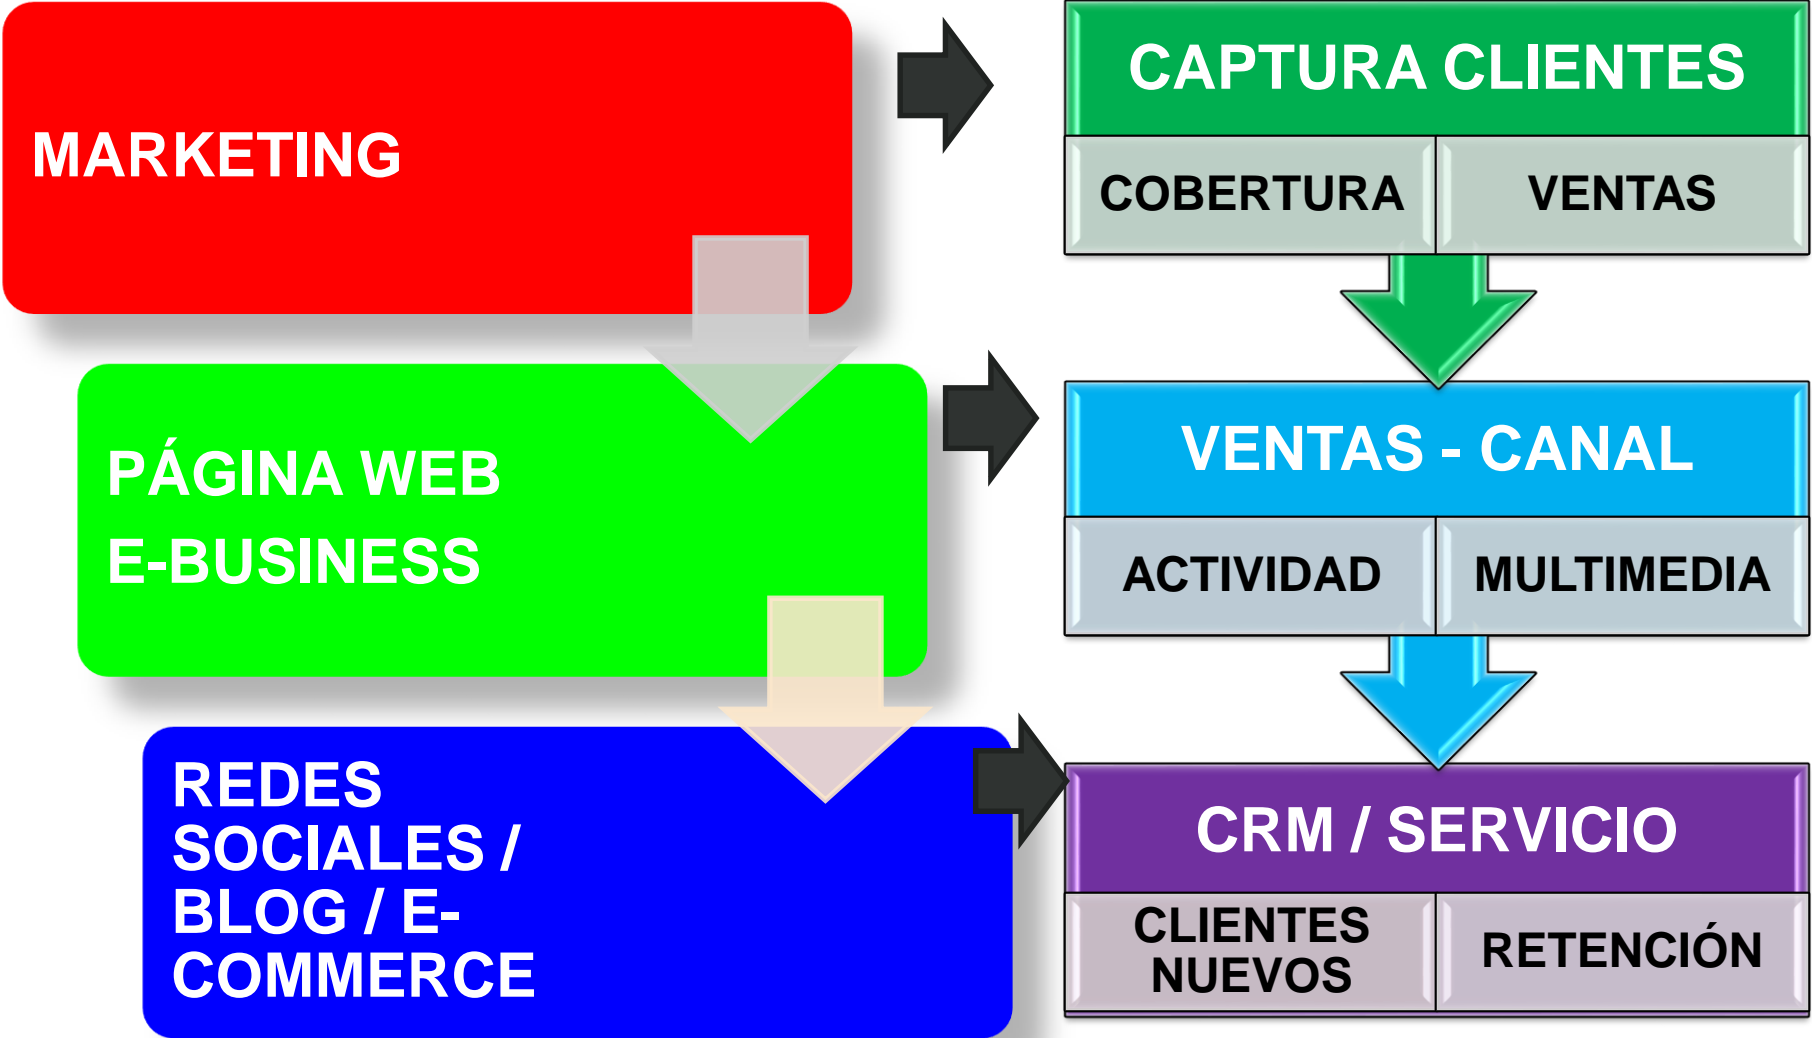 MARKETING
CAPTURA CLIENTES
COBERTURA
VENTAS
PÁGINA WEB
E-BUSINESS
VENTAS - CANAL
ACTIVIDAD
MULTIMEDIA
REDES
SOCIALES /
BLOG / E-
COMMERCE
CRM / SERVICIO
CLIENTES
NUEVOS
RETENCIÓN